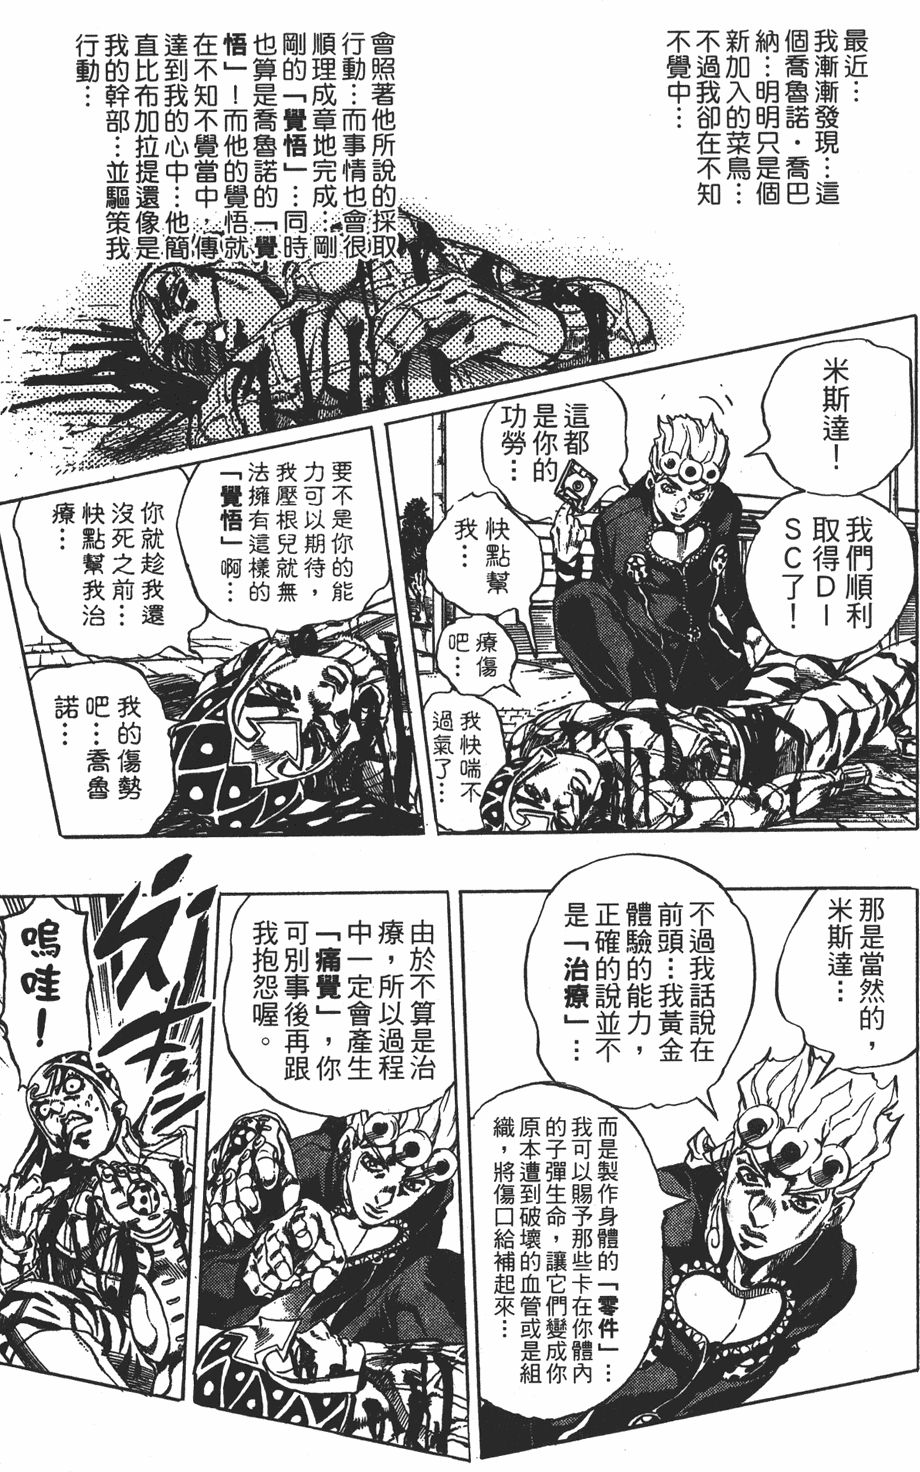 最近…
我漸漸發現…這
個喬魯諾・喬巴
納…明明只是個
新加入的菜鳥…
不過我卻在不知
不覺中…
會照著他所說的採取
行動…而事情也會很
順理成章地完成…剛
剛的「覺悟」…同時
也算是喬魯諾的「覺
悟」！而他的覺悟就
在不知不覺當中，傳
達到我的心中…他簡
直比布加拉提還像是
我的幹部…並驅策我
行動…
米斯達！
我們順利
取得DI
SC了！
這都
是你的
功勞…
快點幫
我…
療傷
吧…
我快喘不
過氣了…
要不是你的能
力可以期待，
我壓根兒就無
法擁有這樣的
「覺悟」啊…
你就趁我還
沒死之前…
快點幫我治
療…
我的傷勢
吧…喬魯
諾…
那是當然的，
米斯達…
不過我話說在
前頭…我黃金
體驗的能力，
正確的說並不
是「治療」…
而是製作身體的「零件」…
我可以賜予那些卡在你體內
的子彈生命，讓它們變成你
原本遭到破壞的血管或是組
織，將傷口給補起來…
由於不算是治
療，所以過程
中一定會產生
「痛覺」，你
可別事後再跟
我抱怨喔。
ズズッ
嗚哇！